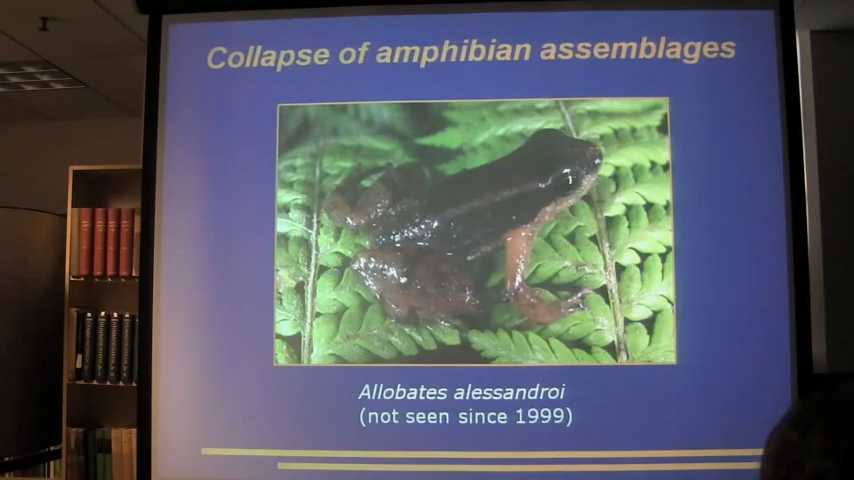 Collapse of amphibian assemblages
Allobates alessandroi
(not seen since 1999)